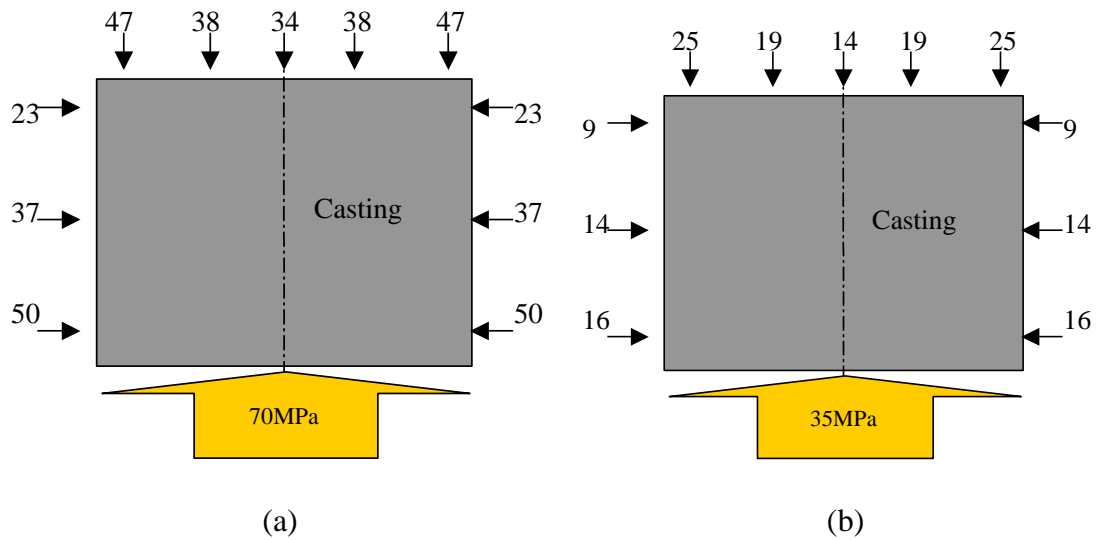 47 38 34 38 47
23 23
37 Casting 37
50 50
70MPa
(a)
25 19 14 19 25
9 9
14 Casting 14
16 16
35MPa
(b)